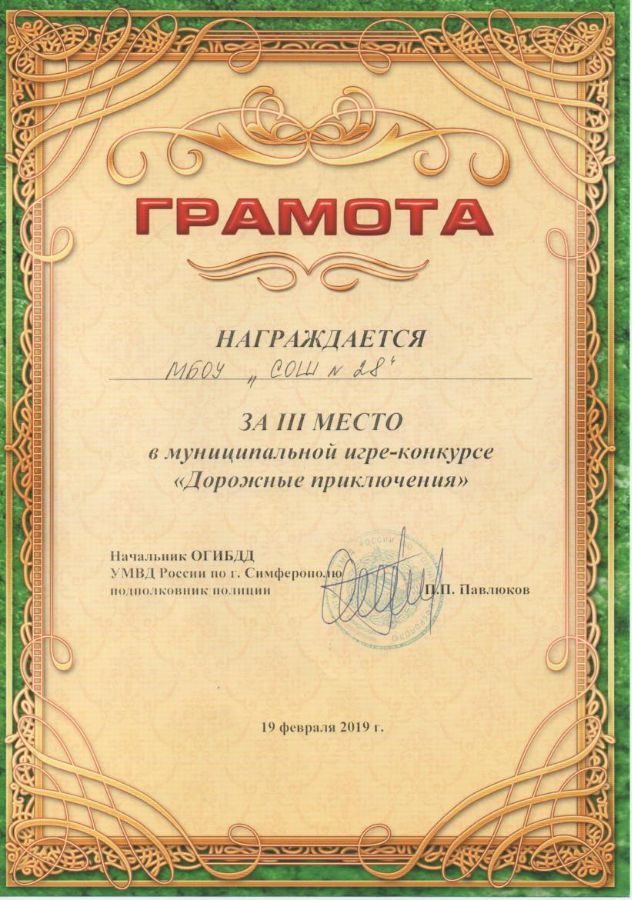 ГРАМОТА
НАГРАЖДАЕТСЯ
МБОУ „СОШ N 28"
ЗА III МЕСТО
в муниципальной игре-конкурсе
«Дорожные приключения»
Начальник ОГИБДД
УМВД России по г. Симферополю
подполковник полиции
П.П. Павлюков
19 февраля 2019 г.